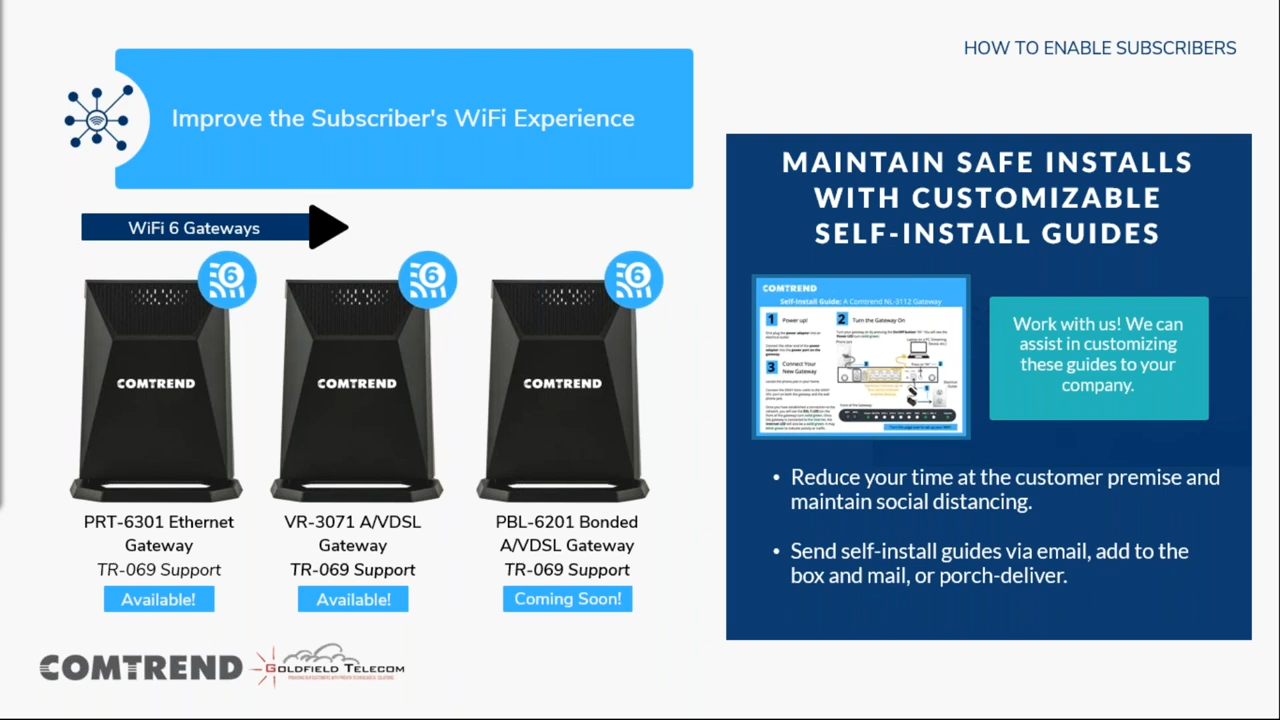 HOW TO ENABLE SUBSCRIBERS
Improve the Subscriber's WiFi Experience
WiFi 6 Gateways
6
6
6
COMTREND
COMTREND
COMTREND
PRT-6301 Ethernet
Gateway
TR-069 Support
Available!
VR-3071 A/VDSL
Gateway
TR-069 Support
Available!
PBL-6201 Bonded
A/VDSL Gateway
TR-069 Support
Coming Soon!
COMTREND
GOLDFIELD TELECOM
MAINTAIN SAFE INSTALLS
WITH CUSTOMIZABLE
SELF-INSTALL GUIDES
COMTREND
Self-Install Guide: A Comtrend NL-3112 Gateway
1 Power up!
2 Turn the Gateway On
3 Connect Your
New Gateway
Work with us! We can
assist in customizing
these guides to your
company.
• Reduce your time at the customer premise and
maintain social distancing.
• Send self-install guides via email, add to the
box and mail, or porch-deliver.